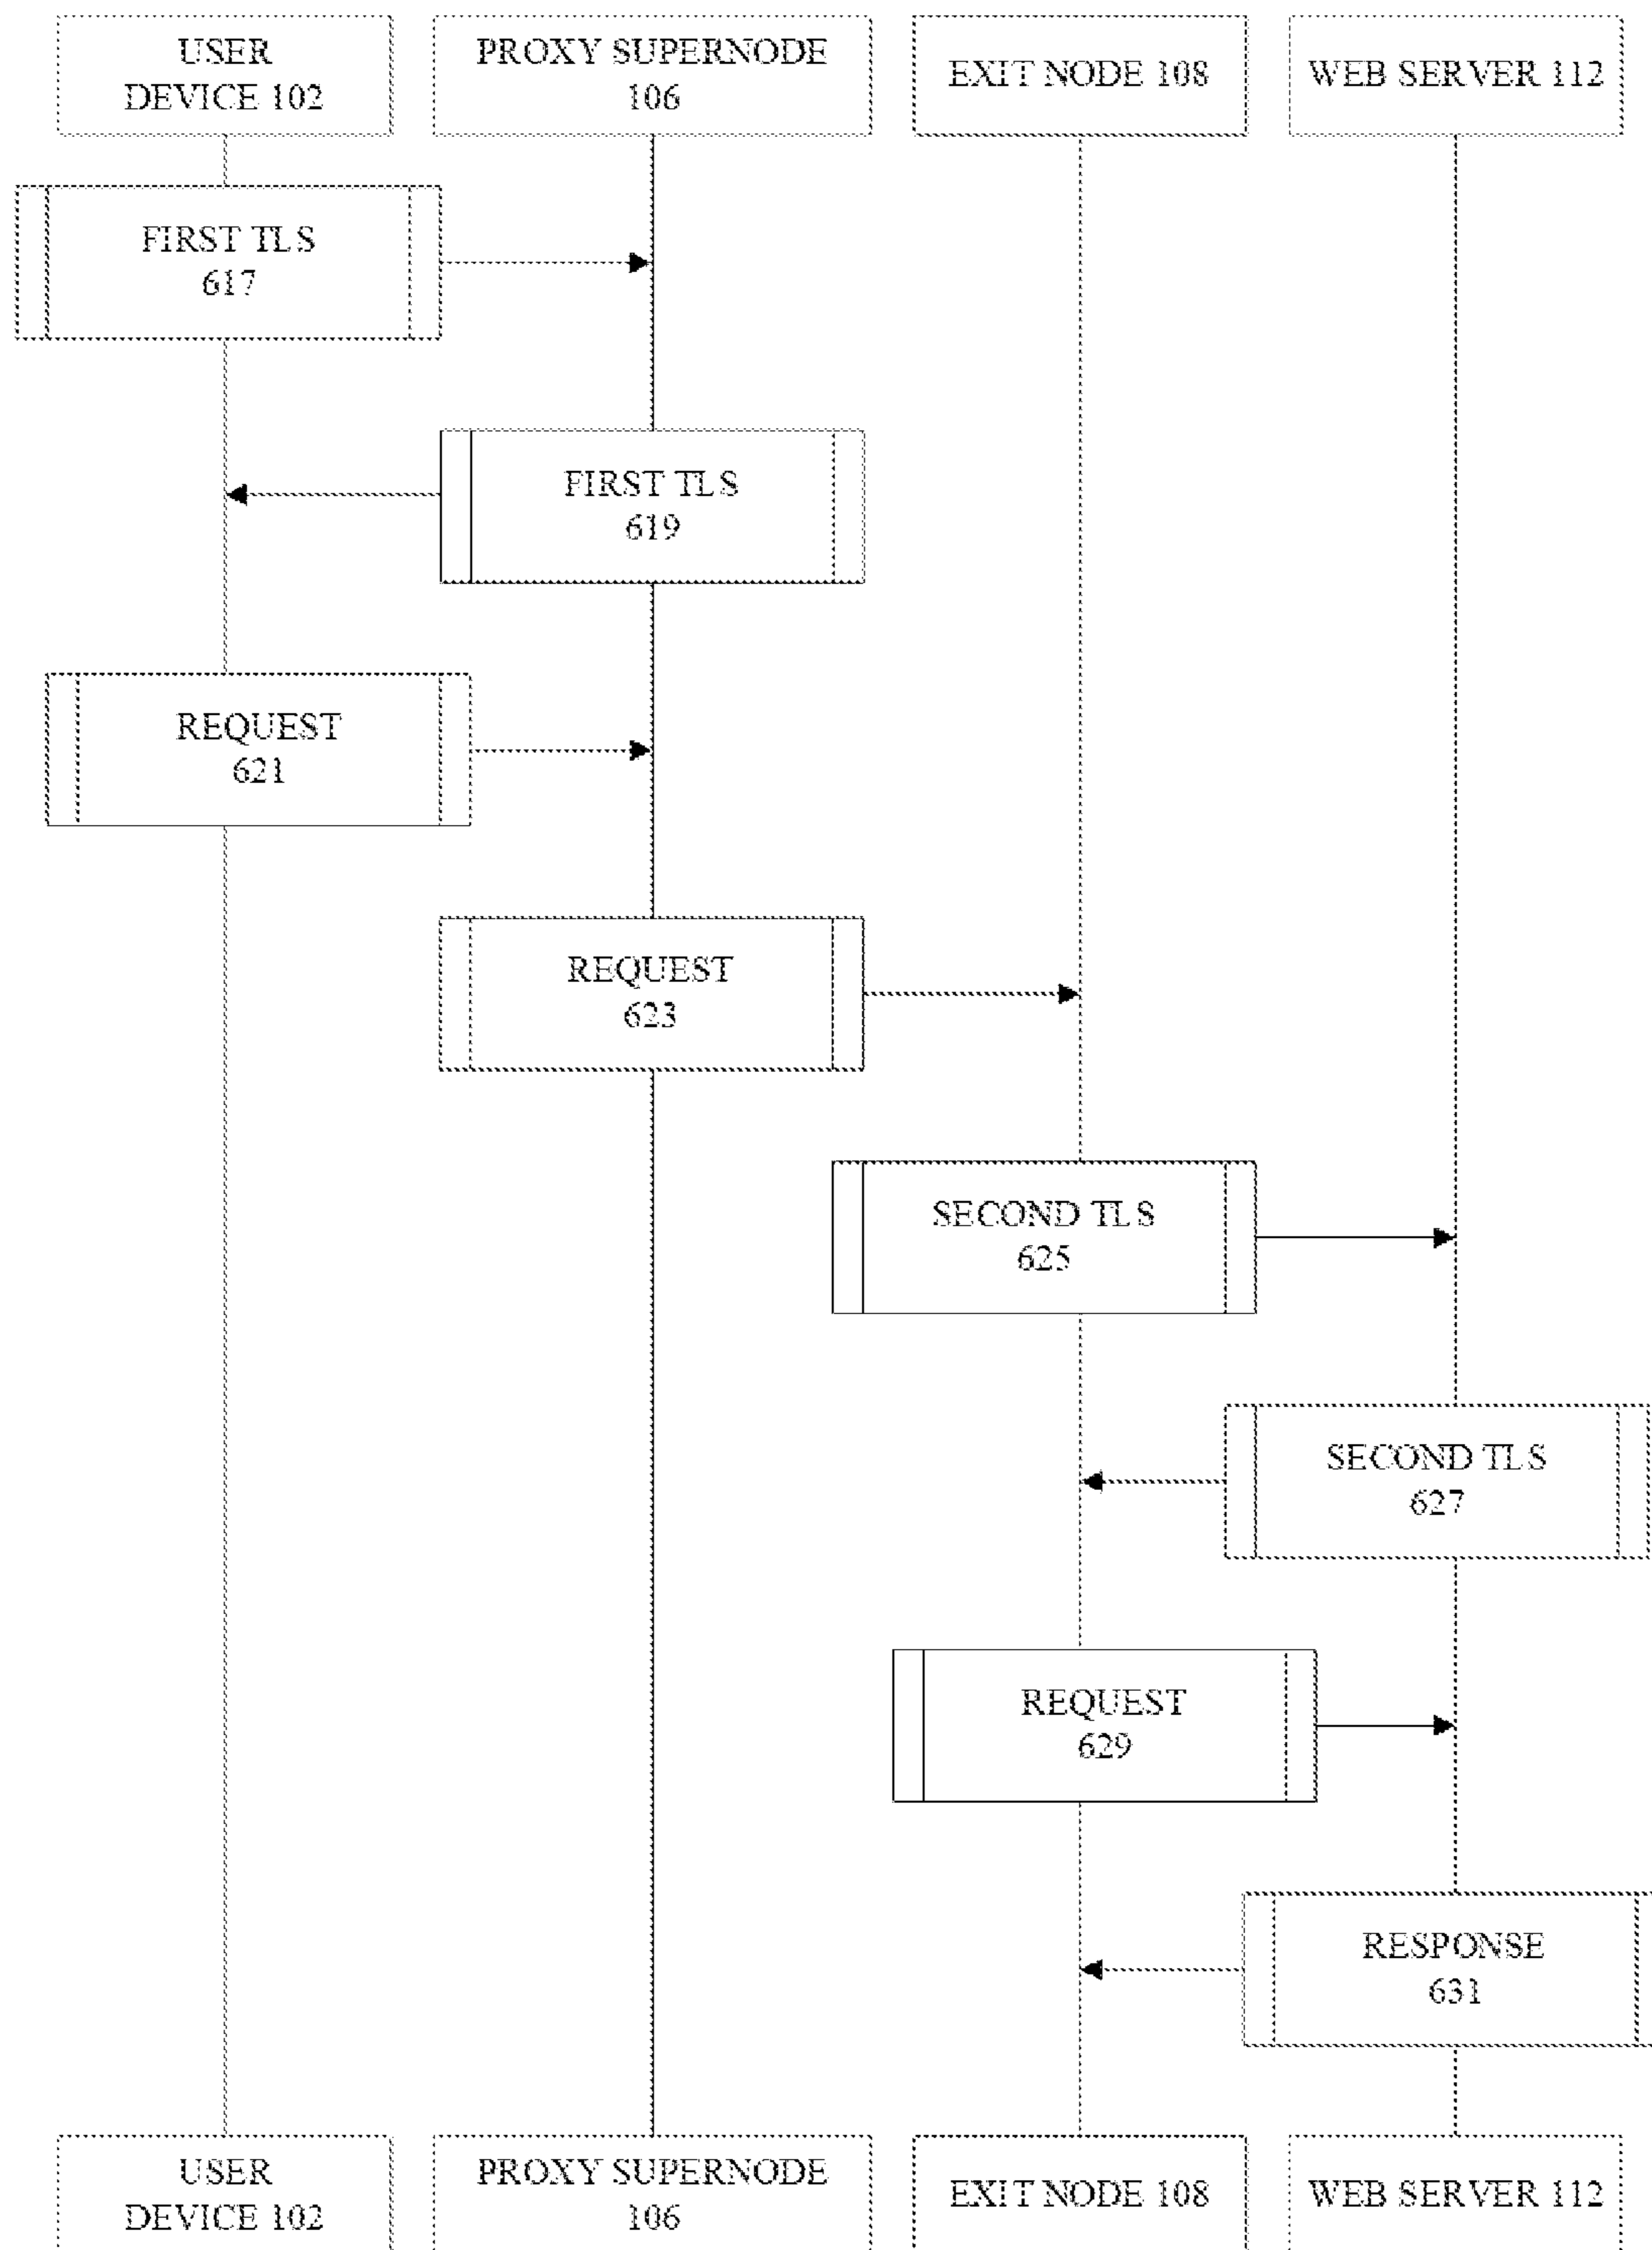 USER
DEVICE 102
PROXY SUPERNODE
106
EXIT NODE 108
WEB SERVER 112
FIRST TLS
617
FIRST TLS
619
REQUEST
621
REQUEST
623
SECOND TLS
625
SECOND TLS
627
REQUEST
629
RESPONSE
631
USER
DEVICE 102
PROXY SUPERNODE
106
EXIT NODE 108
WEB SERVER 112